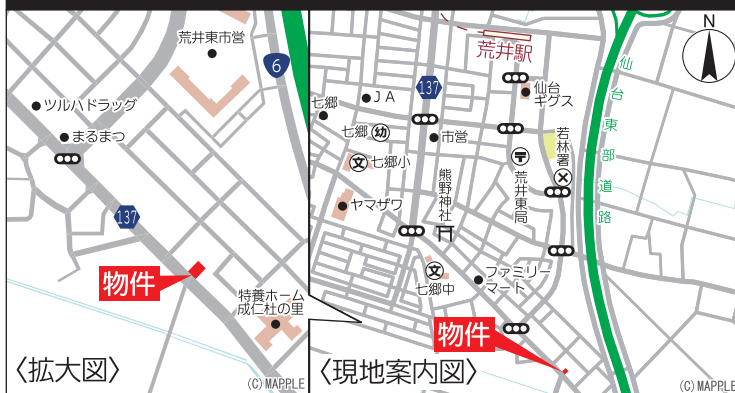 荒井東市営
6
ツルハドラッグ
まるまつ
137
物件
特養ホーム
成仁杜の里
〈拡大図〉
(C)MAPPLE
N
荒井駅
仙台東部道路
137
JA
七郷
仙台
ギグス
七郷幼
市営
若林署
文七郷小
〒
荒井東局
熊野神社
ヤマザワ
文
七郷中
ファミリー
マート
物件
〈現地案内図〉
(C)MAPPLE